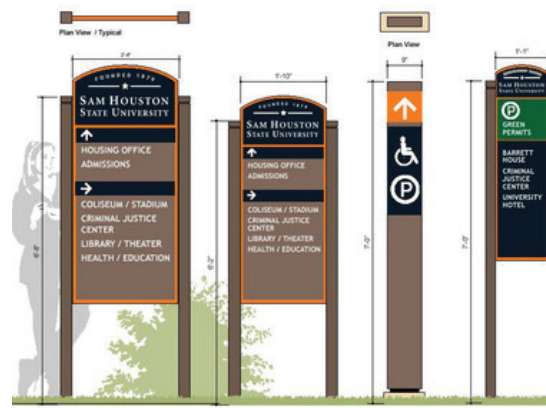 Plan View / Typical
2'-6"
FOUNDED 1879
SAM HOUSTON
STATE UNIVERSITY
HOUSING OFFICE
ADMISSIONS
COLISEUM / STADIUM
CRIMINAL JUSTICE
CENTER
LIBRARY / THEATER
HEALTH / EDUCATION
1'-10"
SAM HOUSTON
STATE UNIVERSITY
HOUSING OFFICE
ADMISSIONS
COLISEUM / STADIUM
CRIMINAL JUSTICE
CENTER
LIBRARY / THEATER
HEALTH / EDUCATION
6'-2"
Plan View
9"
P
7'-0"
1'-1"
SAM HOUSTON
STATE UNIVERSITY
P
GREEN
PERMITS
BARRETT
HOUSE
CRIMINAL
JUSTICE
CENTER
UNIVERSITY
HOTEL
7'-0"